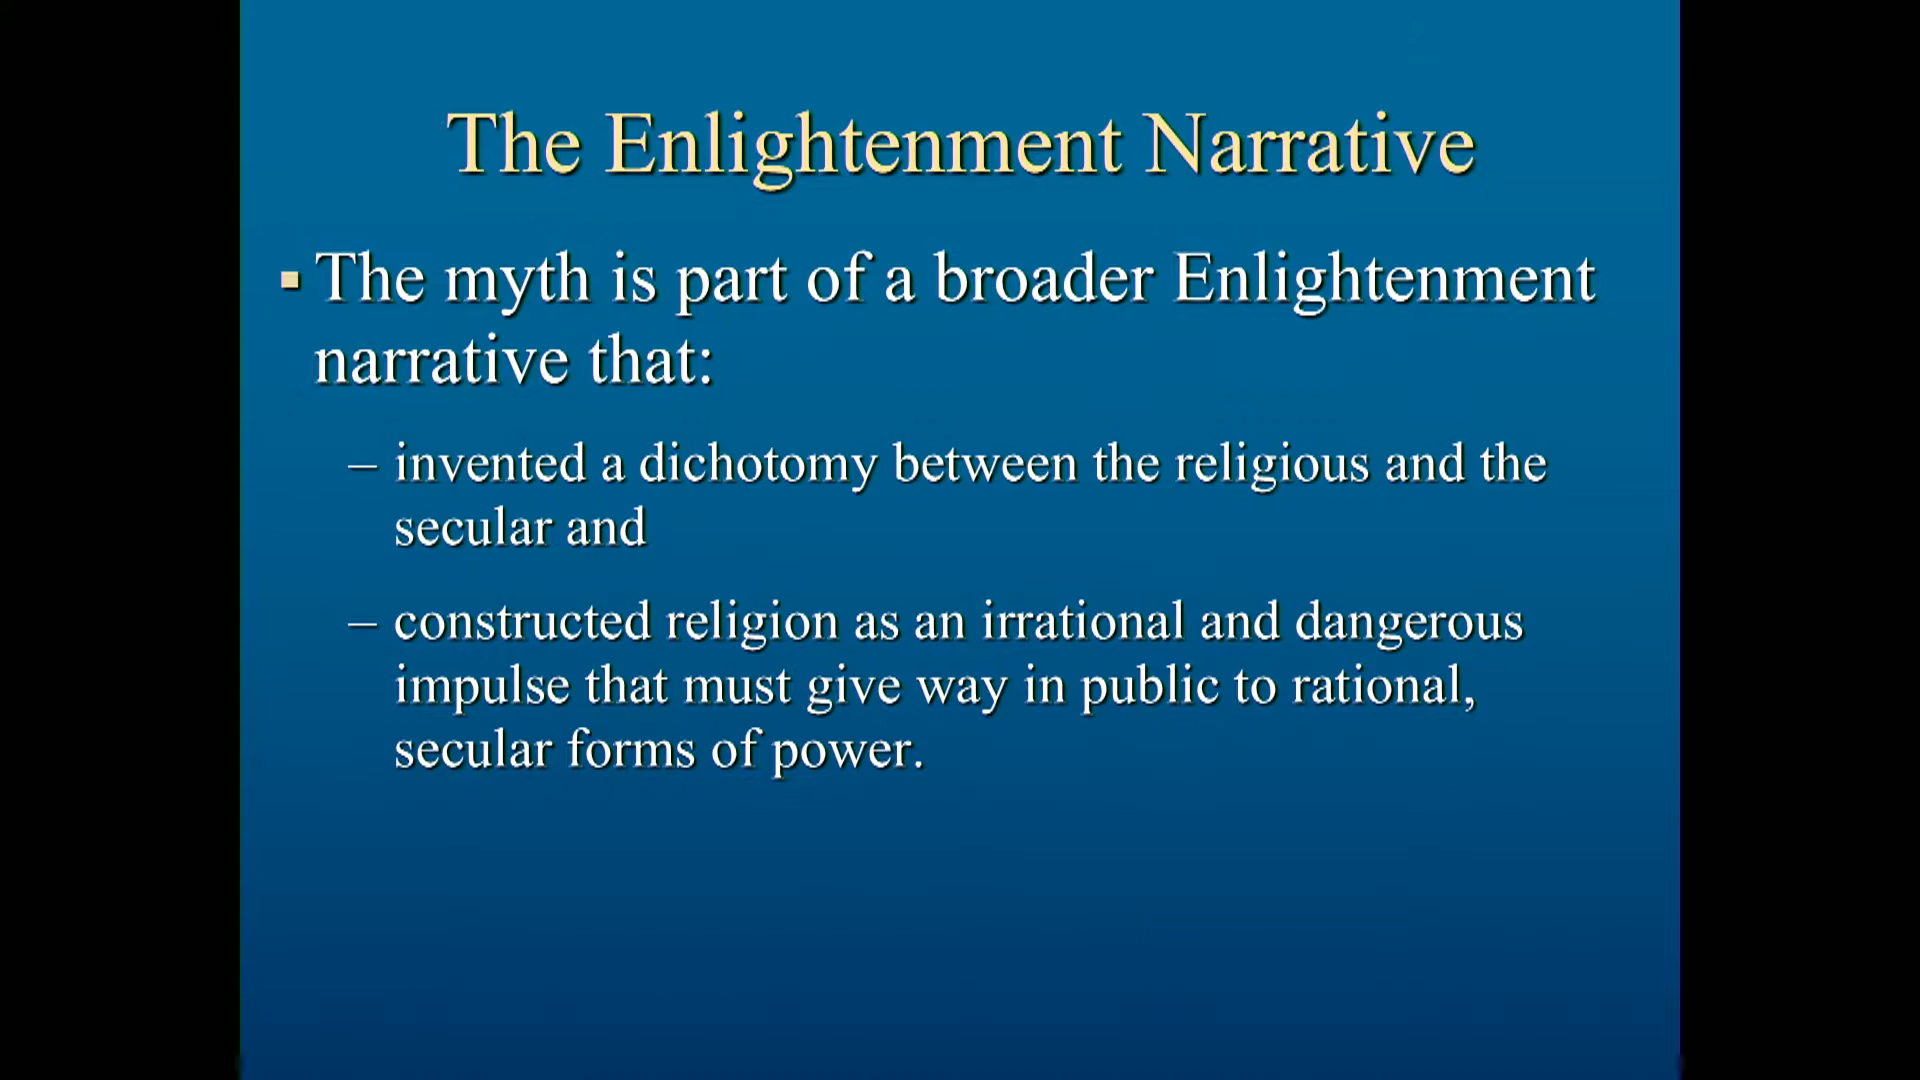 The Enlightenment Narrative
▪ The myth is part of a broader Enlightenment
narrative that:
– invented a dichotomy between the religious and the
secular and
– constructed religion as an irrational and dangerous
impulse that must give way in public to rational,
secular forms of power.